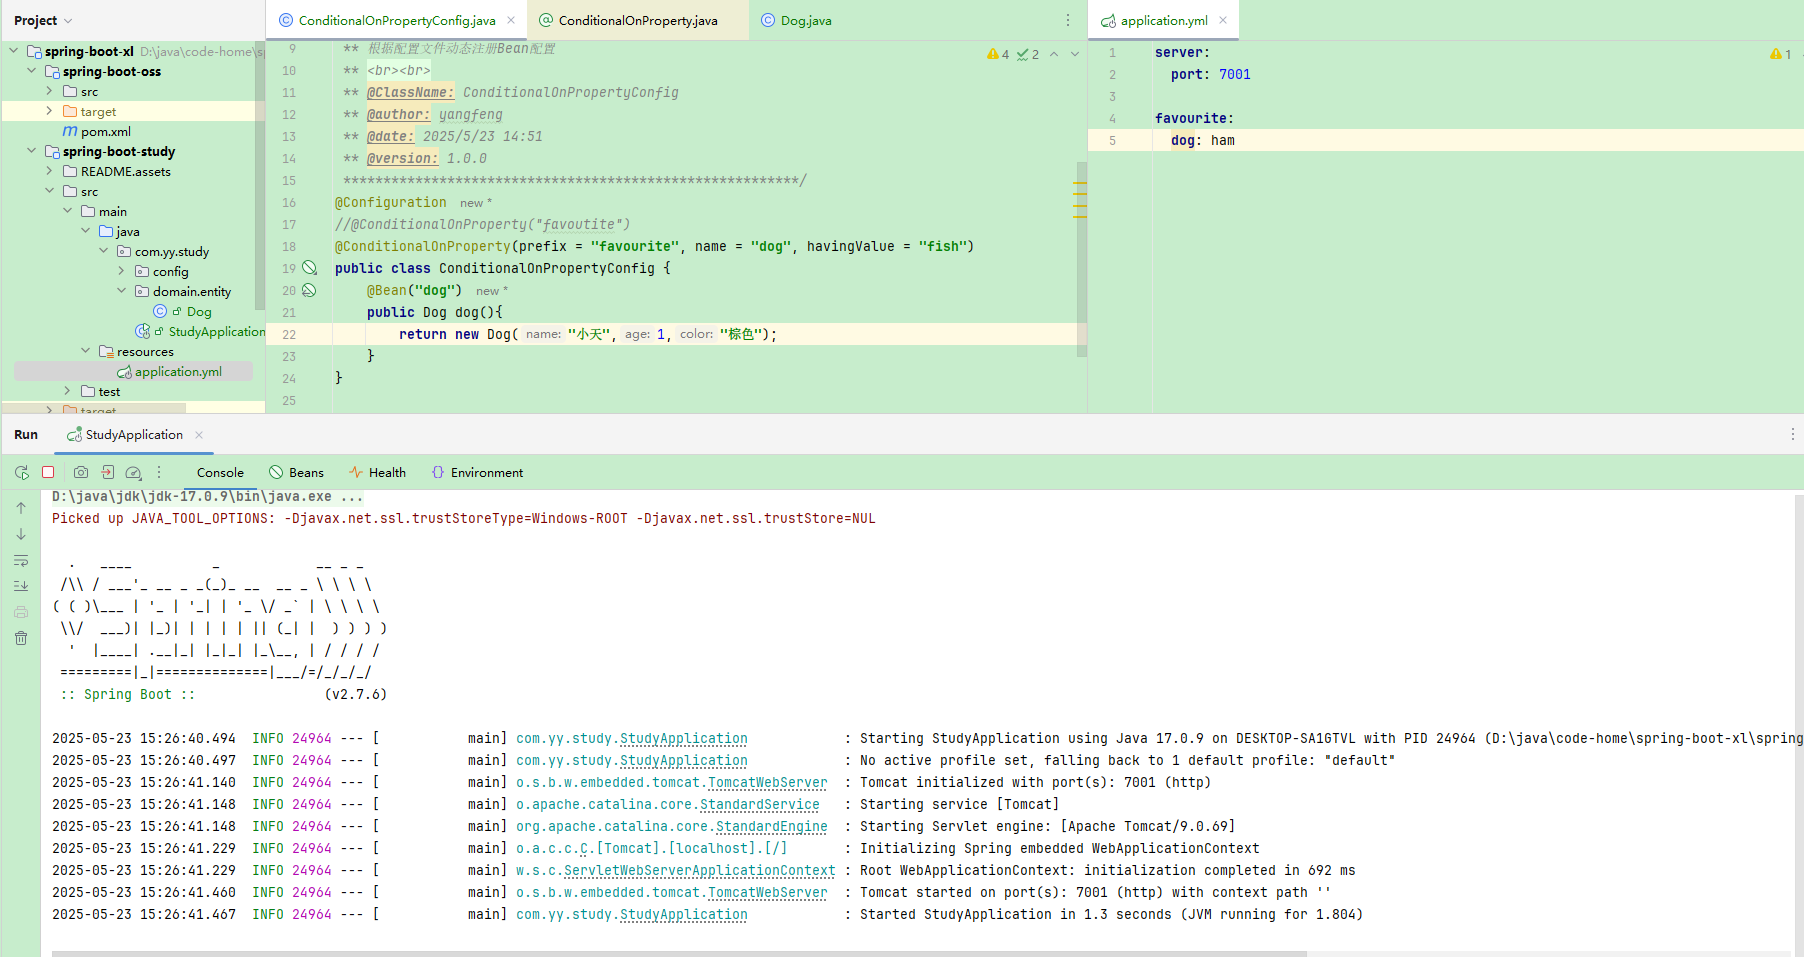 Project
spring-boot-xl D:\java\code-home\s
spring-boot-oss
src
target
pom.xml
spring-boot-study
README.assets
src
main
java
com.yy.study
config
domain.entity
Dog
StudyApplication
resources
application.yml
test
target
ConditionalOnPropertyConfig.java
ConditionalOnProperty.java
Dog.java
4 2
9 ** 根据配置文件动态注册Bean配置
10 ** <br><br>
11 ** @ClassName: ConditionalOnPropertyConfig
12 ** @author: yangfeng
13 ** @date: 2025/5/23 14:51
14 ** @version: 1.0.0
15 *********************************************************/
16 @Configuration new *
17 //@ConditionalOnProperty("favoutite")
18 @ConditionalOnProperty(prefix = "favourite", name = "dog", havingValue = "fish")
19 public class ConditionalOnPropertyConfig {
20 @Bean("dog") new *
21 public Dog dog(){
22 return new Dog( name: "小天", age: 1, color: "棕色");
23 }
24 }
25
application.yml
1
1 server:
2 port: 7001
3
4 favourite:
5 dog: ham
Run StudyApplication
Console Beans Health Environment
D:\java\jdk\jdk-17.0.9\bin\java.exe ...
Picked up JAVA_TOOL_OPTIONS: -Djavax.net.ssl.trustStoreType=Windows-ROOT -Djavax.net.ssl.trustStore=NUL
  .   ____          _            __ _ _
 /\\ / ___'_ __ _ _(_)_ __  __ _ \ \ \ \
( ( )\___ | '_ | '_| | '_ \/ _` | \ \ \ \
 \\/  ___)| |_)| | | | | || (_| |  ) ) ) )
  '  |____| .__|_| |_|_| |_\__, | / / / /
 =========|_|==============|___/=/_/_/_/
 :: Spring Boot ::                (v2.7.6)
2025-05-23 15:26:40.494 INFO 24964 --- [ main] com.yy.study.StudyApplication : Starting StudyApplication using Java 17.0.9 on DESKTOP-SA1GTVL with PID 24964 (D:\java\code-home\spring-boot-xl\spring
2025-05-23 15:26:40.497 INFO 24964 --- [ main] com.yy.study.StudyApplication : No active profile set, falling back to 1 default profile: "default"
2025-05-23 15:26:41.140 INFO 24964 --- [ main] o.s.b.w.embedded.tomcat.TomcatWebServer : Tomcat initialized with port(s): 7001 (http)
2025-05-23 15:26:41.148 INFO 24964 --- [ main] o.apache.catalina.core.StandardService : Starting service [Tomcat]
2025-05-23 15:26:41.148 INFO 24964 --- [ main] org.apache.catalina.core.StandardEngine : Starting Servlet engine: [Apache Tomcat/9.0.69]
2025-05-23 15:26:41.229 INFO 24964 --- [ main] o.a.c.c.C.[Tomcat].[localhost].[/] : Initializing Spring embedded WebApplicationContext
2025-05-23 15:26:41.229 INFO 24964 --- [ main] w.s.c.ServletWebServerApplicationContext : Root WebApplicationContext: initialization completed in 692 ms
2025-05-23 15:26:41.460 INFO 24964 --- [ main] o.s.b.w.embedded.tomcat.TomcatWebServer : Tomcat started on port(s): 7001 (http) with context path ''
2025-05-23 15:26:41.467 INFO 24964 --- [ main] com.yy.study.StudyApplication : Started StudyApplication in 1.3 seconds (JVM running for 1.804)